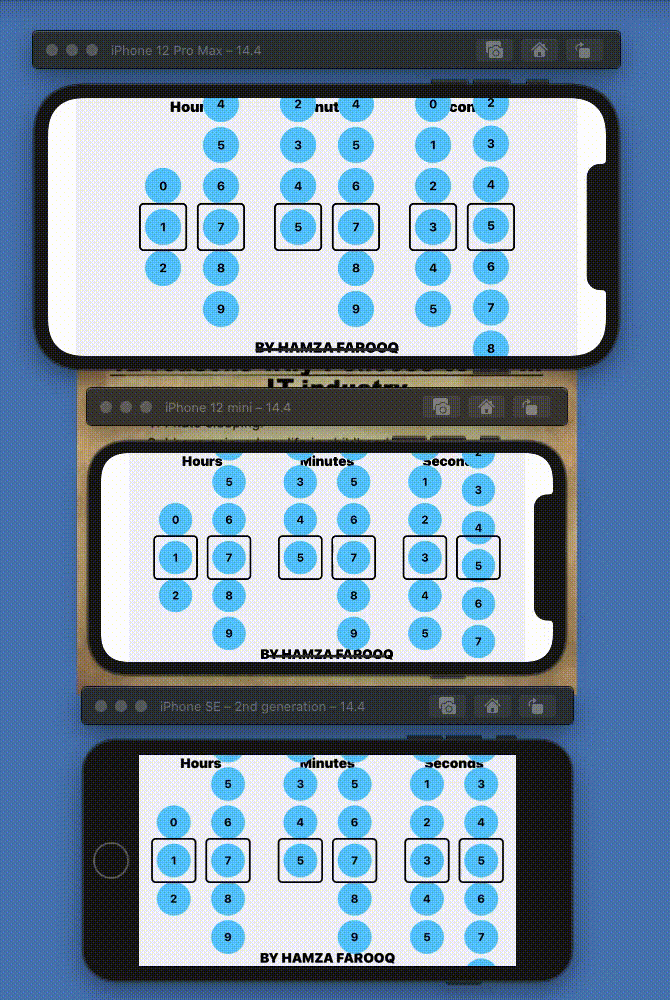 4 2 4 0 2
5 3 5 1 3
0 6 4 6 2 4
1 7 5 7 3 5
2 8 8 4 6
9 9 5 7
BY HAMZA FAROOQ 8
iPhone 12 Pro Max – 14.4
IT industry
iPhone 12 mini – 14.4
Hours Minutes Seconds
5 3 5 1 3
0 6 4 6 2 4
1 7 5 7 3 5
2 8 8 4 6
9 9 5 7
BY HAMZA FAROOQ
iPhone SE – 2nd generation – 14.4
Hours Minutes Seconds
5 3 5 1 3
0 6 4 6 2 4
1 7 5 7 3 5
2 8 8 4 6
9 9 5 7
BY HAMZA FAROOQ